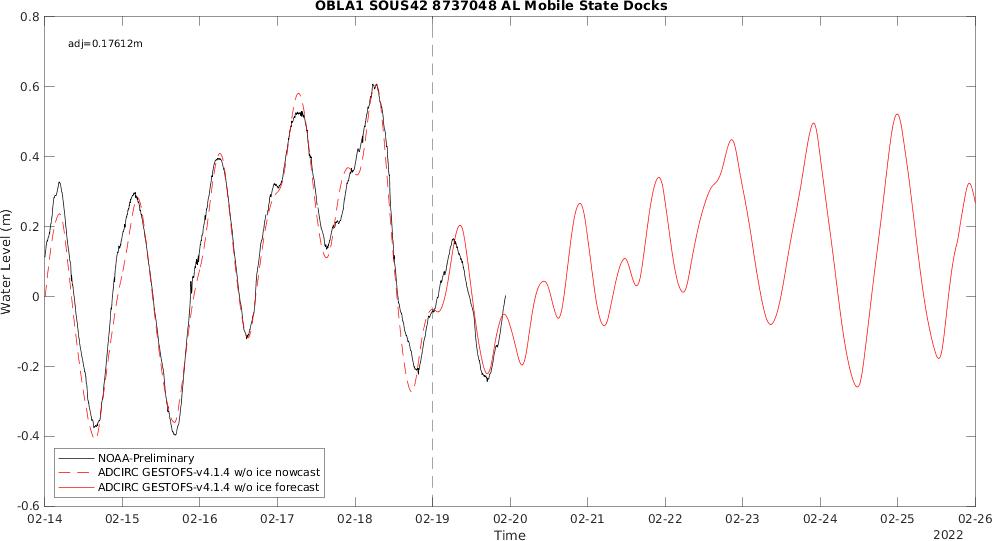 OBLA1 SOUS42 8737048 AL Mobile State Docks
adj=0.17612m
0.8
0.6
0.4
0.2
0
-0.2
-0.4
-0.6
Water Level (m)
NOAA-Preliminary
ADCIRC GESTOFS-v4.1.4 w/o ice nowcast
ADCIRC GESTOFS-v4.1.4 w/o ice forecast
02-14 02-15 02-16 02-17 02-18 02-19 02-20 02-21 02-22 02-23 02-24 02-25 02-26
Time
2022